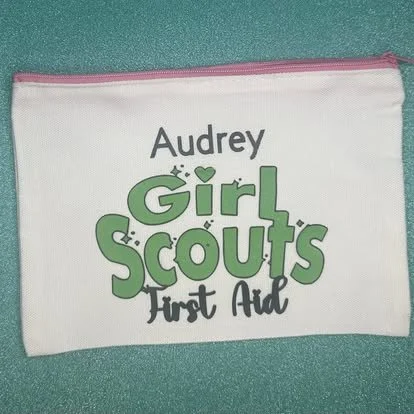 Audrey
Girl
Scouts
First Aid